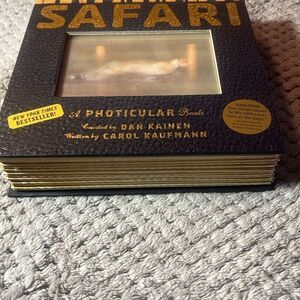 SAFARI
NEW YORK TIMES
BESTSELLER!
A PHOTICULAR Book
Created by DAN KAINEN
Written by CAROL KAUFMANN